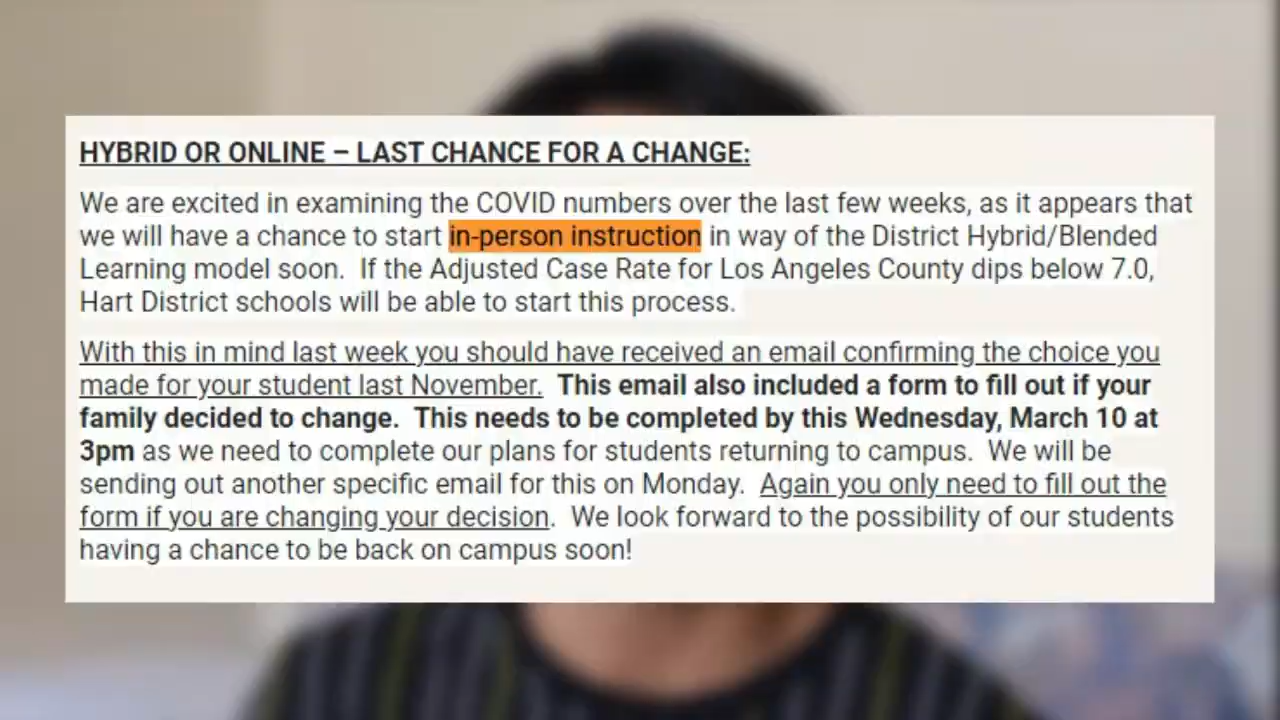 HYBRID OR ONLINE – LAST CHANCE FOR A CHANGE:
We are excited in examining the COVID numbers over the last few weeks, as it appears that
we will have a chance to start in-person instruction in way of the District Hybrid/Blended
Learning model soon.  If the Adjusted Case Rate for Los Angeles County dips below 7.0,
Hart District schools will be able to start this process.
With this in mind last week you should have received an email confirming the choice you
made for your student last November.  This email also included a form to fill out if your
family decided to change.  This needs to be completed by this Wednesday, March 10 at
3pm as we need to complete our plans for students returning to campus.  We will be
sending out another specific email for this on Monday.  Again you only need to fill out the
form if you are changing your decision.  We look forward to the possibility of our students
having a chance to be back on campus soon!